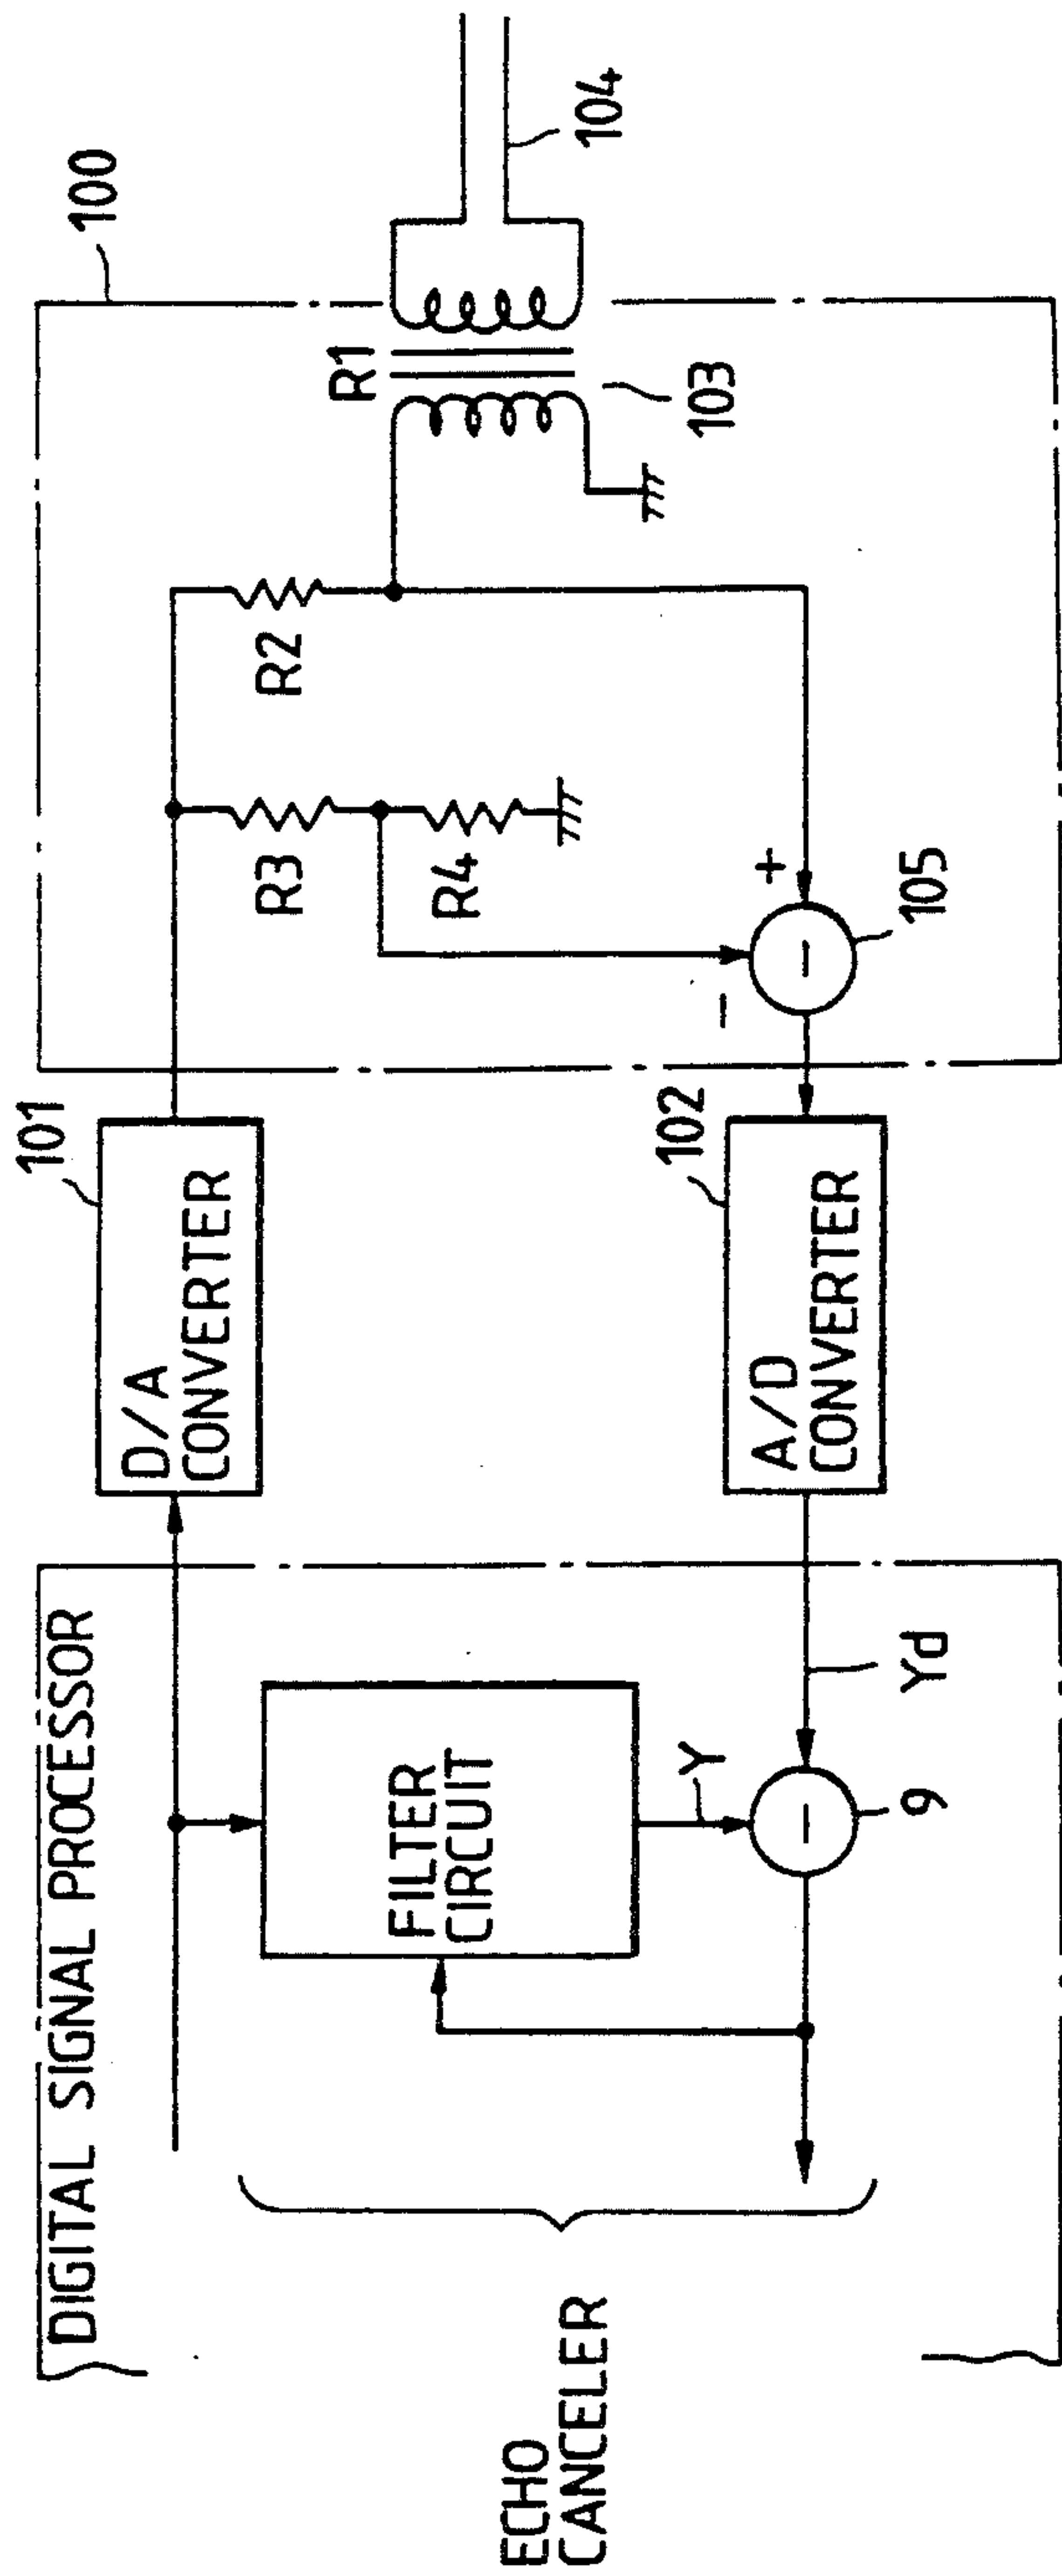 DIGITAL SIGNAL PROCESSOR
101
100
D/A
CONVERTER
R3
R2
R1
R4
103
104
FILTER
CIRCUIT
Y
ECHO
CANCELER
102
A/D
CONVERTER
-
+
-
-
9
Yd
105